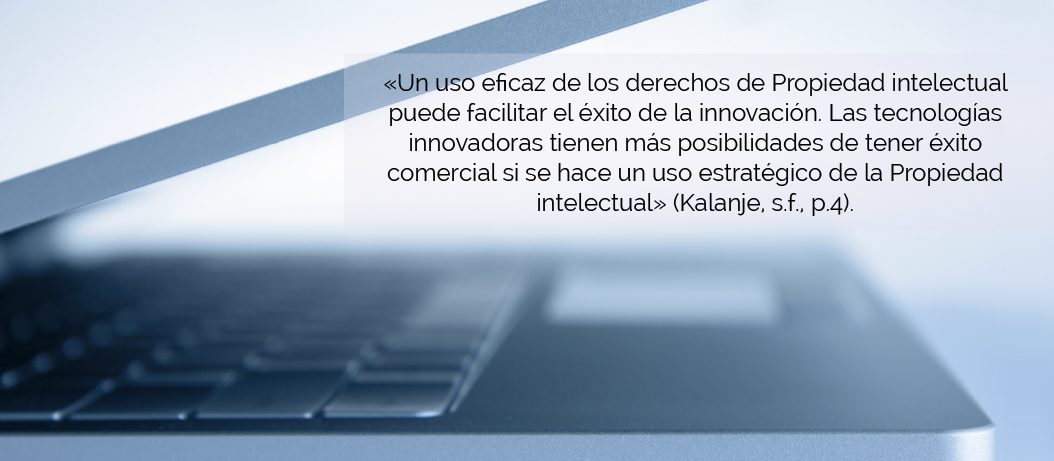 «Un uso eficaz de los derechos de Propiedad intelectual
puede facilitar el éxito de la innovación. Las tecnologías
innovadoras tienen más posibilidades de tener éxito
comercial si se hace un uso estratégico de la Propiedad
intelectual» (Kalanje, s.f., p.4).